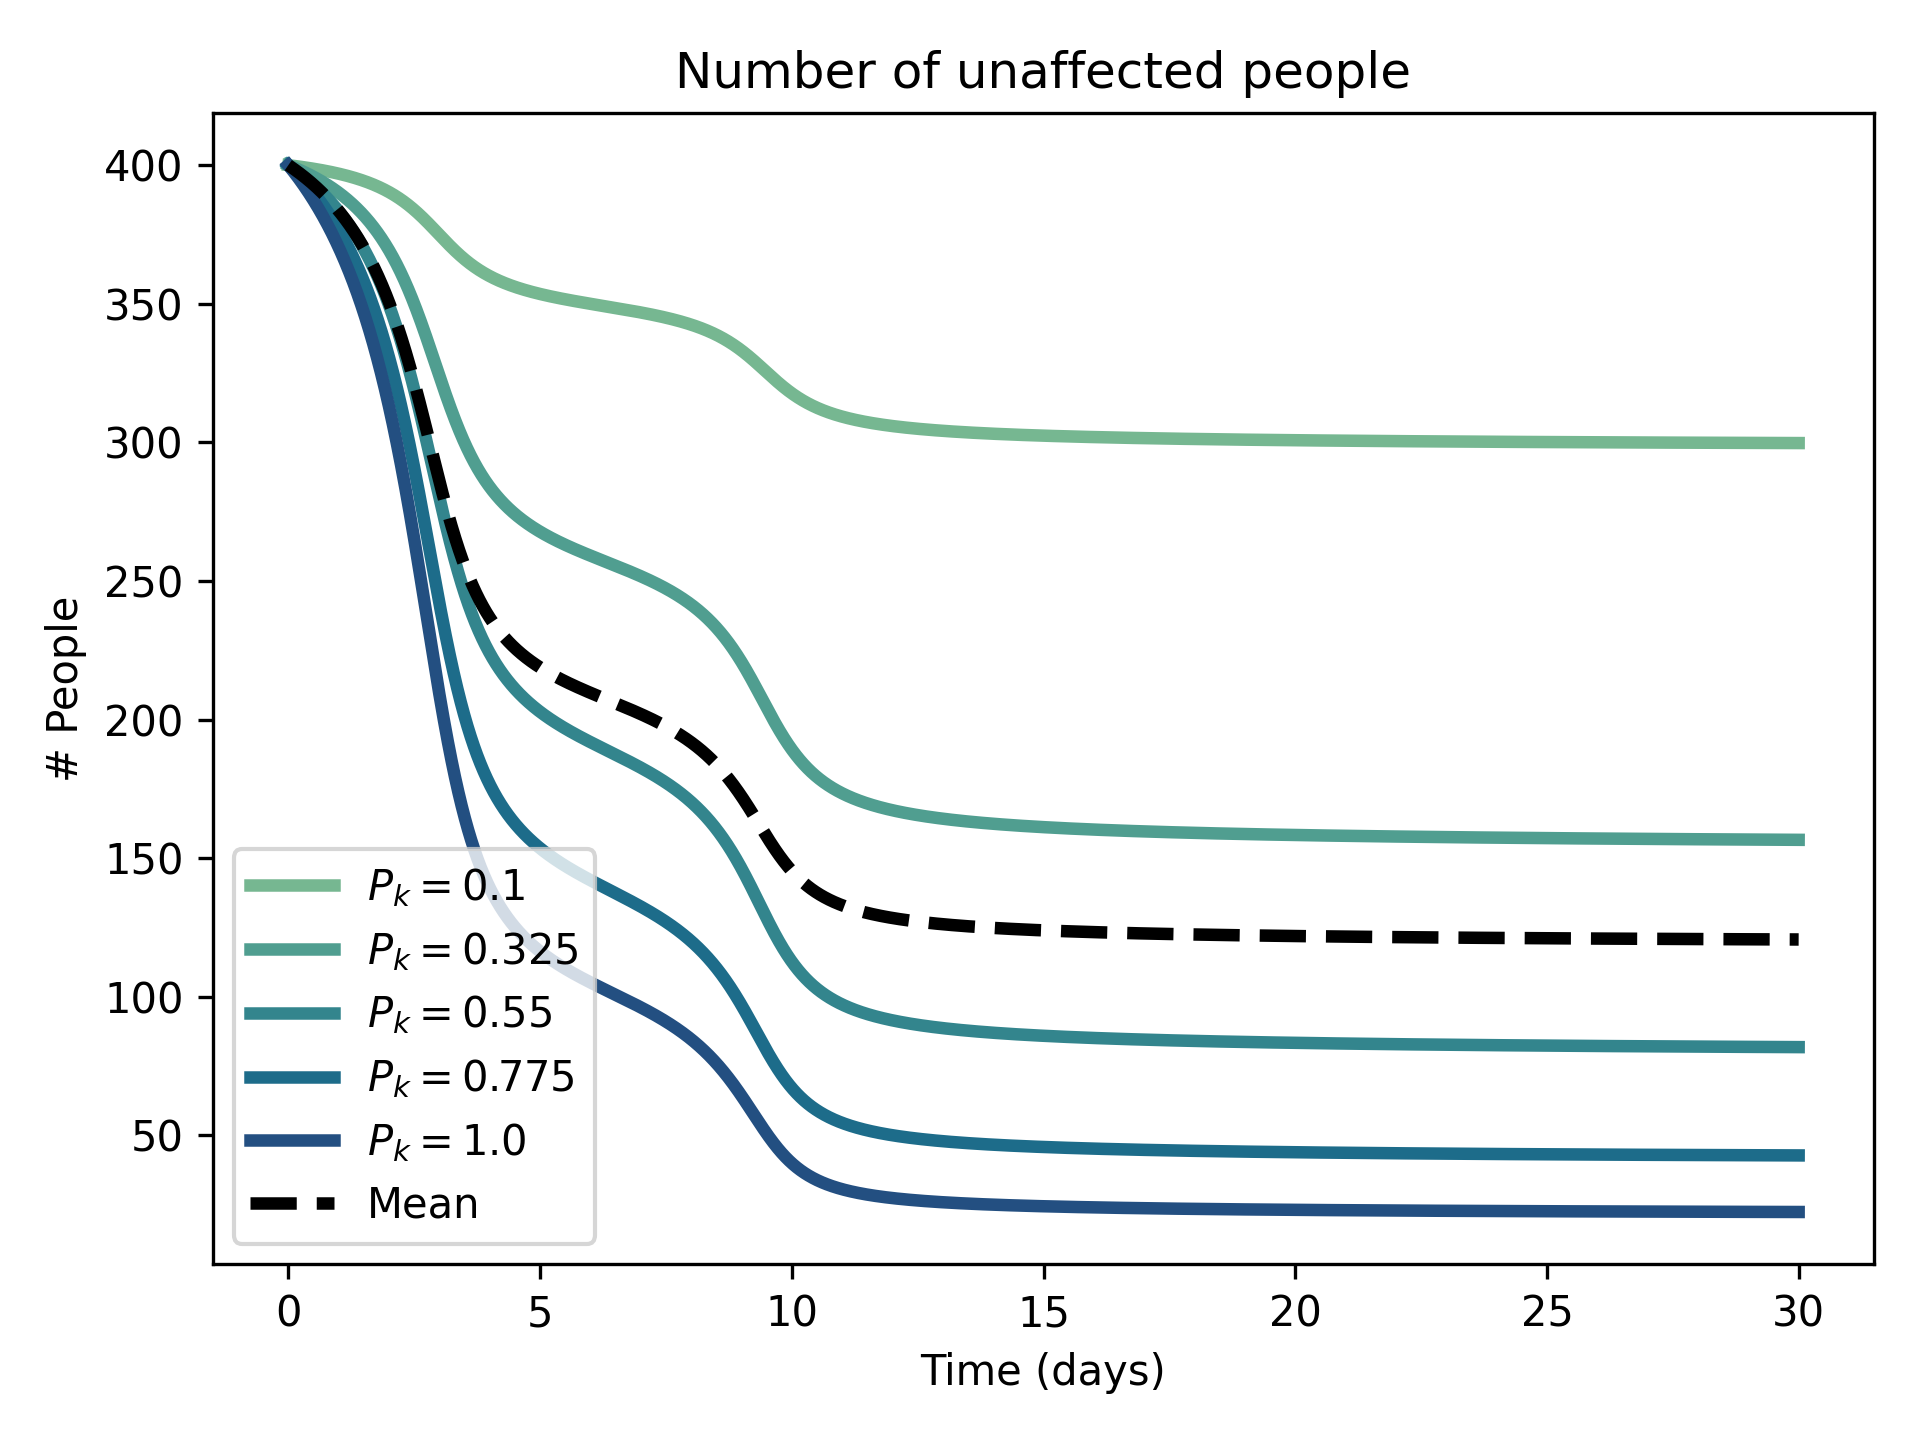 Number of unaffected people
# People
400
350
300
250
200
150
100
50
P_k = 0.1
P_k = 0.325
P_k = 0.55
P_k = 0.775
P_k = 1.0
Mean
0 5 10 15 20 25 30
Time (days)